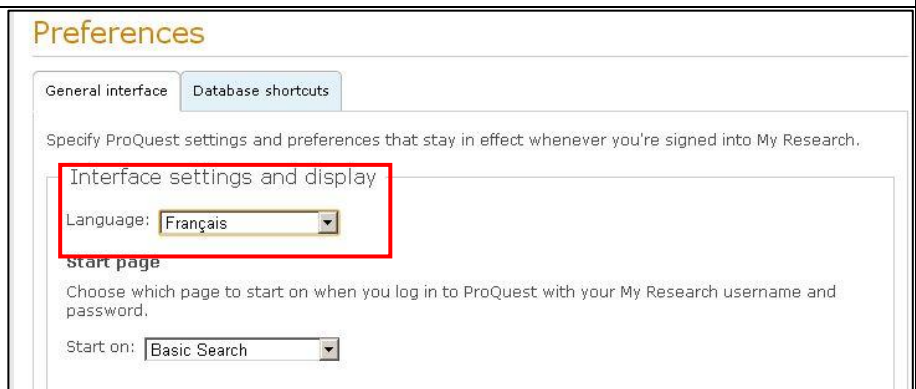 Preferences
General interface
Database shortcuts
Specify ProQuest settings and preferences that stay in effect whenever you're signed into My Research.
Interface settings and display
Language: Français
Start page
Choose which page to start on when you log in to ProQuest with your My Research username and
password.
Start on: Basic Search